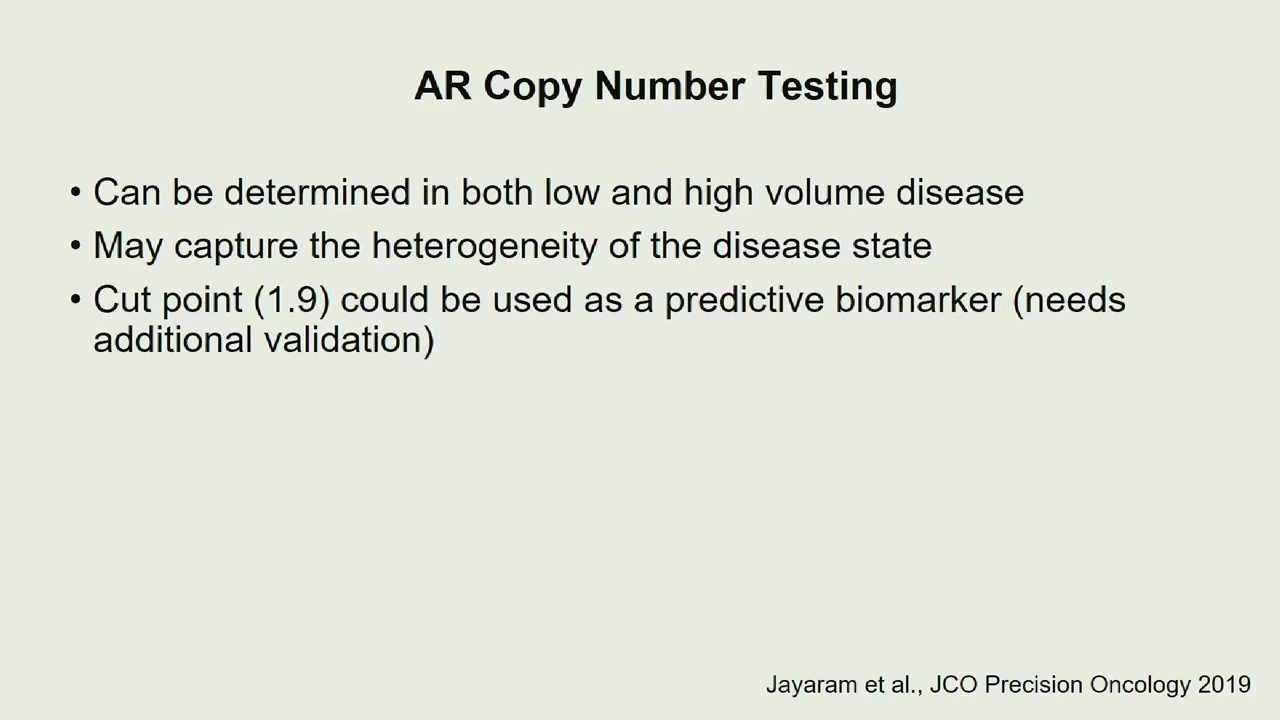 AR Copy Number Testing
• Can be determined in both low and high volume disease
• May capture the heterogeneity of the disease state
• Cut point (1.9) could be used as a predictive biomarker (needs
additional validation)
Jayaram et al., JCO Precision Oncology 2019